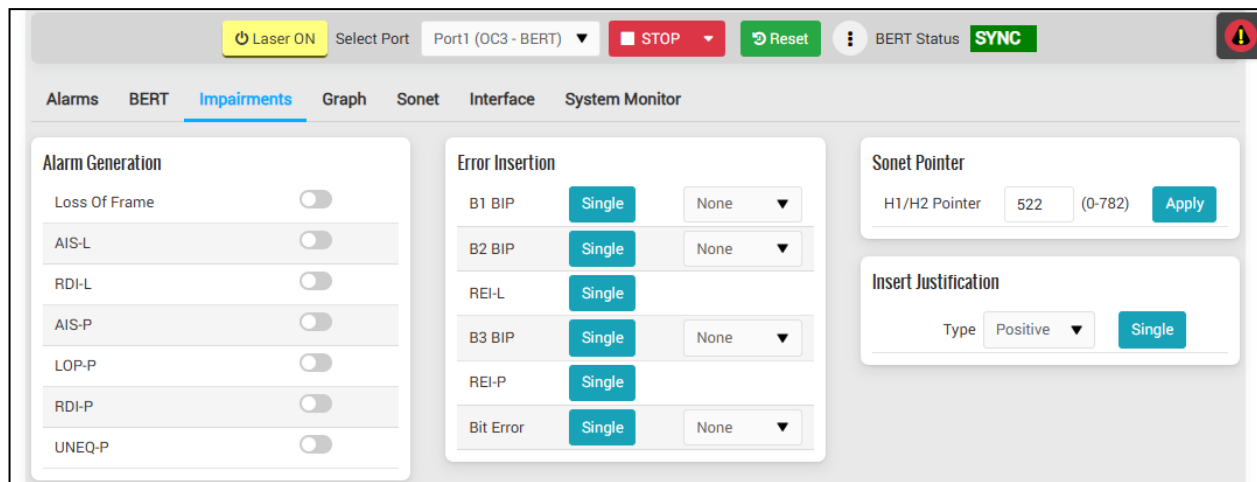 Laser ON Select Port Port1 (OC3 - BERT) STOP Reset BERT Status SYNC
Alarms BERT Impairments Graph Sonet Interface System Monitor
Alarm Generation
Loss Of Frame
AIS-L
RDI-L
AIS-P
LOP-P
RDI-P
UNEQ-P
Error Insertion
B1 BIP Single None
B2 BIP Single None
REI-L Single
B3 BIP Single None
REI-P Single
Bit Error Single None
Sonet Pointer
H1/H2 Pointer 522 (0-782) Apply
Insert Justification
Type Positive Single